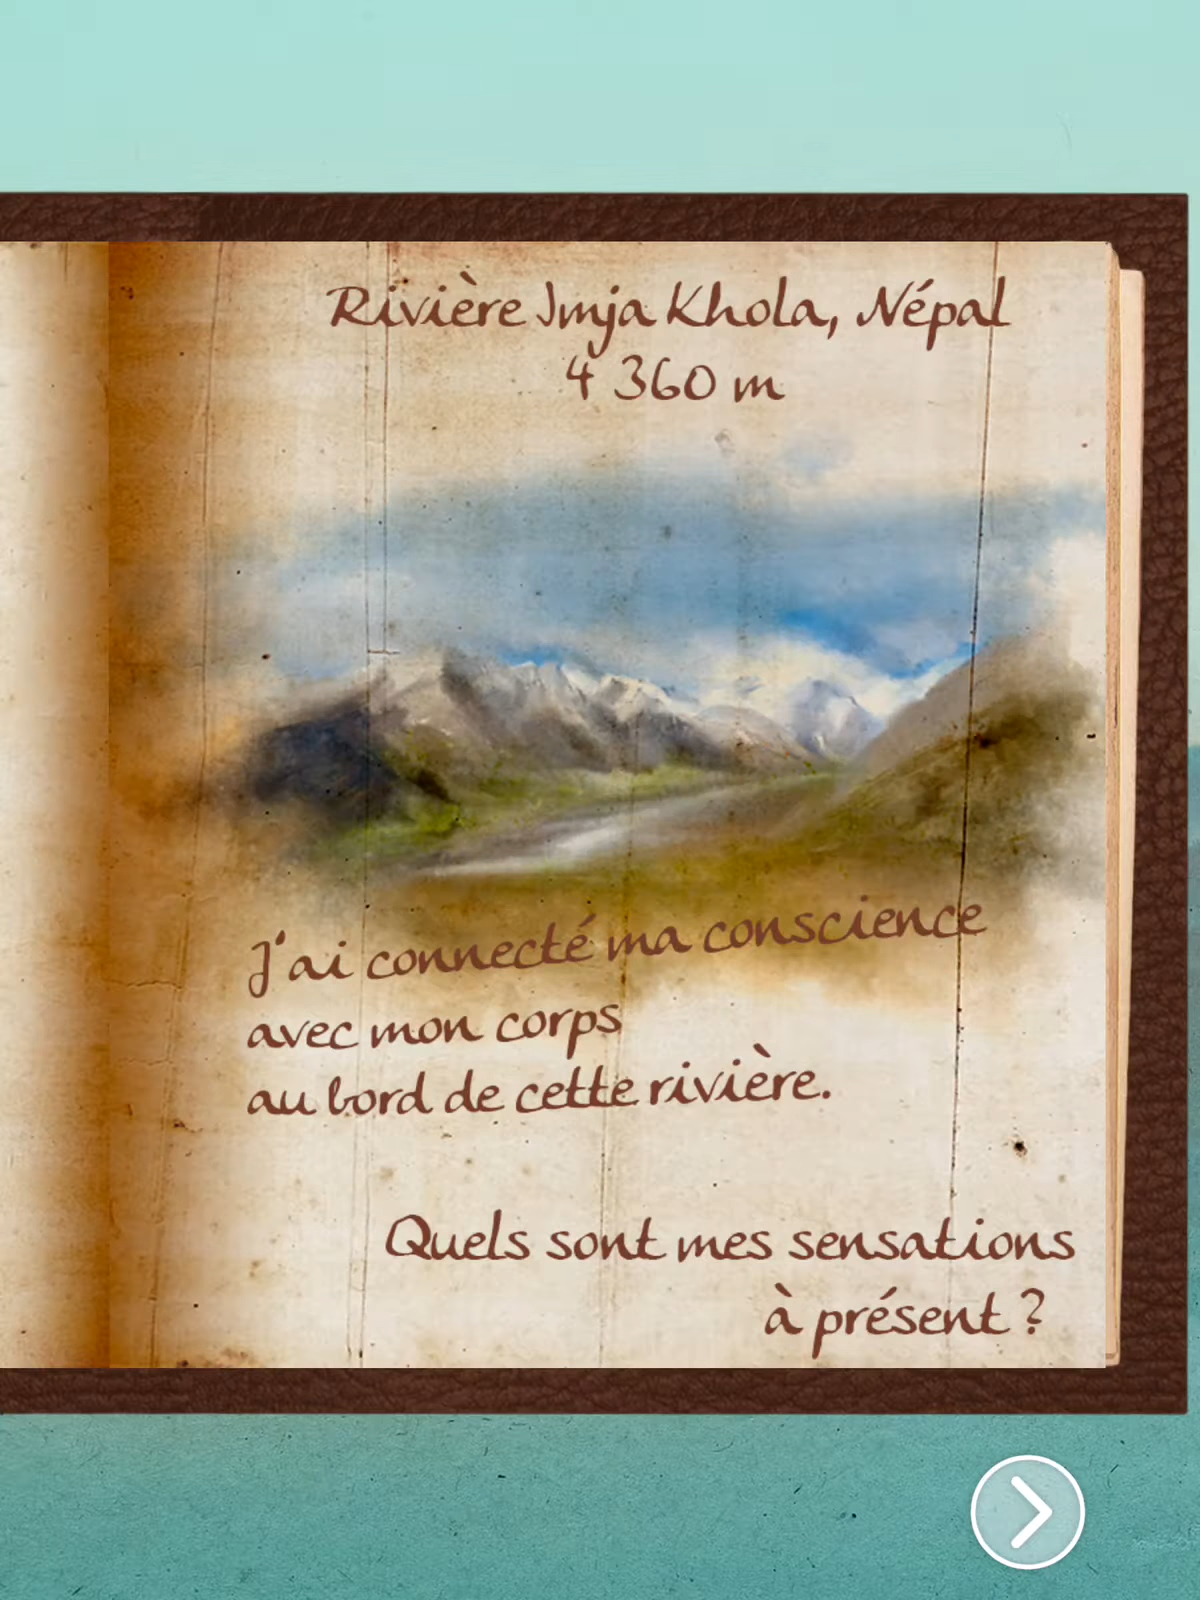 Rivière Imja Khola, Népal
4 360 m
J'ai connecté ma conscience
avec mon corps
au bord de cette rivière.
Quels sont mes sensations
à présent ?